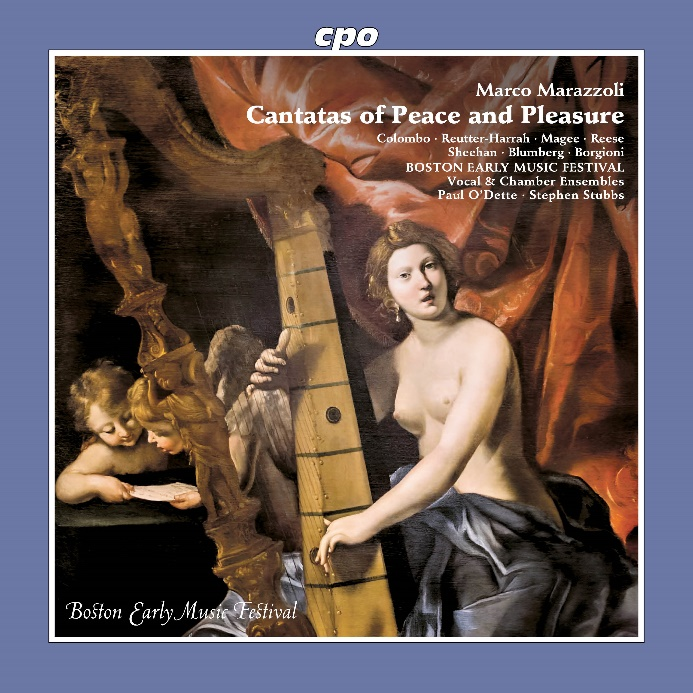 cpo
Marco Marazzoli
Cantatas of Peace and Pleasure
Colombo · Reutter-Harrah · Magee · Reese
Sheehan · Blumberg · Borgioni
BOSTON EARLY MUSIC FESTIVAL
Vocal & Chamber Ensembles
Paul O'Dette · Stephen Stubbs
Boston Early Music Festival